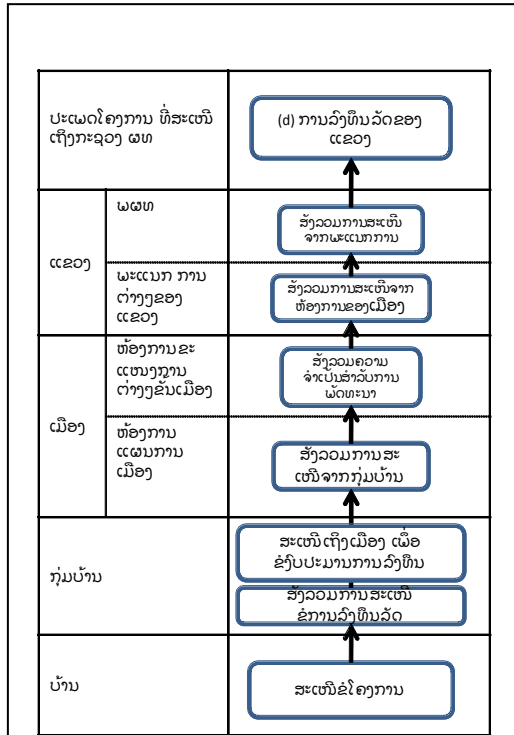 ປະເພດໂຄງການ ທີ່ສະເໜີ
ເຖິງກະຊວງ ຜທ
(d) ການລົງທຶນລັດຂອງ
ແຂວງ
ແຂວງ
ພຜທ
ສັງລວມການສະເໜີ
ຈາກພະແນກການ
ພະແນກ ການ
ຕ່າງໆຂອງ
ແຂວງ
ສັງລວມການສະເໜີຈາກ
ຫ້ອງການຂອງເມືອງ
ເມືອງ
ຫ້ອງການຂະ
ແໜງການ
ຕ່າງໆຂັ້ນເມືອງ
ສັງລວມຄວາມ
ຈຳເປັນສຳລັບການ
ພັດທະນາ
ຫ້ອງການ
ແຜນການ
ເມືອງ
ສັງລວມການສະ
ເໜີຈາກກຸ່ມບ້ານ
ກຸ່ມບ້ານ
ສະເໜີເຖິງເມືອງ ເພື່ອ
ຂໍງົບປະມານການລົງທຶນ
ສັງລວມການສະເໜີ
ຂໍການລົງທຶນລັດ
ບ້ານ
ສະເໜີຂໍໂຄງການ